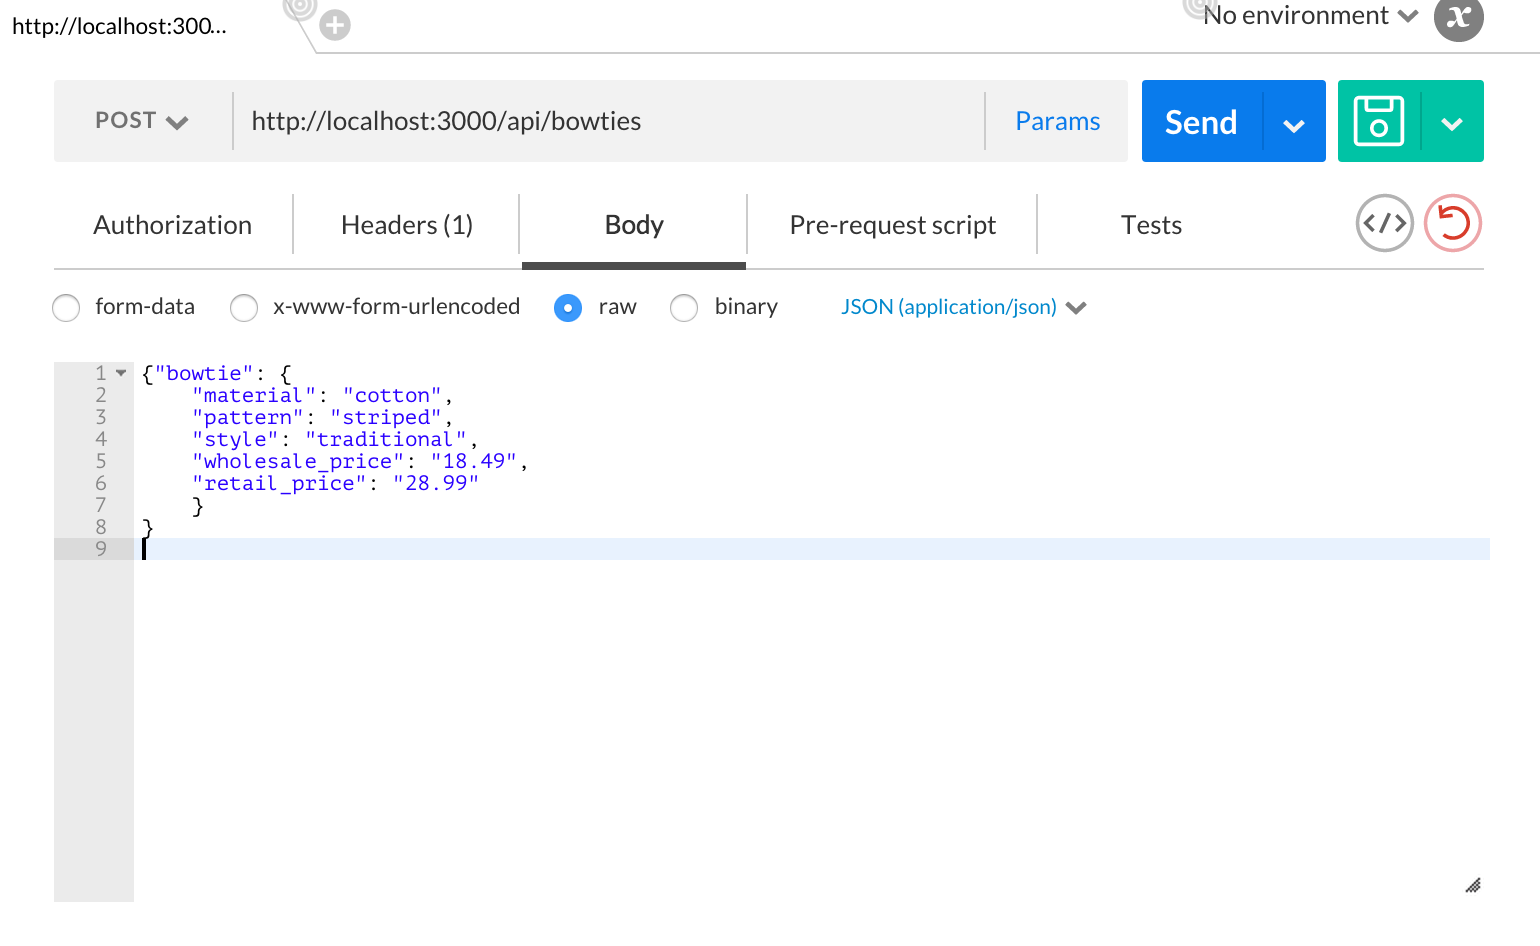 http://localhost:300...
No environment
POST
http://localhost:3000/api/bowties
Params
Send
Authorization
Headers (1)
Body
Pre-request script
Tests
form-data
x-www-form-urlencoded
raw
binary
JSON (application/json)
1 {"bowtie": {
2 "material": "cotton",
3 "pattern": "striped",
4 "style": "traditional",
5 "wholesale_price": "18.49",
6 "retail_price": "28.99"
7 }
8 }
9